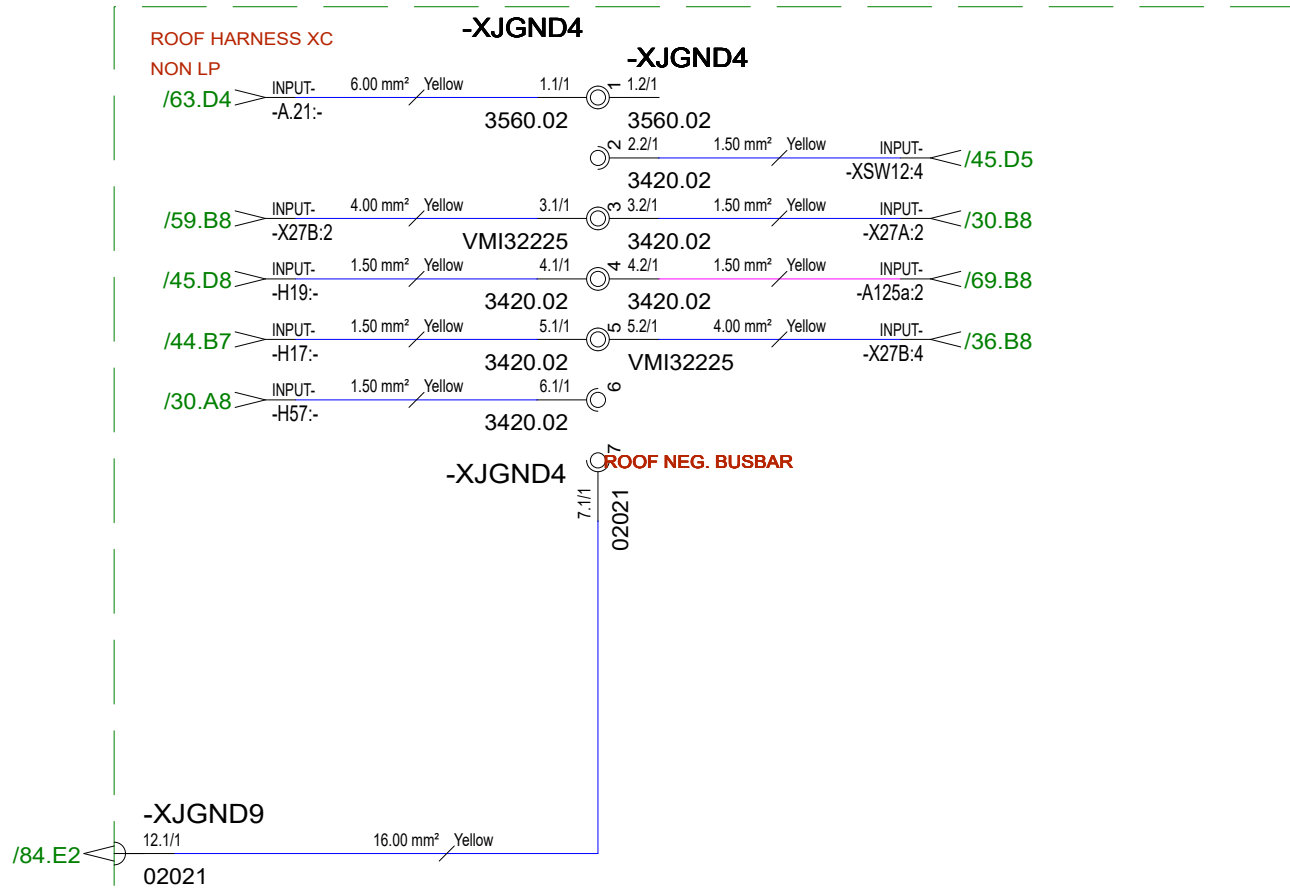 -XJGND4
ROOF HARNESS XC
-XJGND4
NON LP
/63.D4 INPUT- 6.00 mm² Yellow 1.1/1 1 1.2/1
-A.21:- 3560.02 3560.02
2 2.2/1 1.50 mm² Yellow INPUT- /45.D5
3420.02 -XSW12:4
/59.B8 INPUT- 4.00 mm² Yellow 3.1/1 3 3.2/1 1.50 mm² Yellow INPUT- /30.B8
-X27B:2 VMI32225 3420.02 -X27A:2
/45.D8 INPUT- 1.50 mm² Yellow 4.1/1 4 4.2/1 1.50 mm² Yellow INPUT- /69.B8
-H19:- 3420.02 3420.02 -A125a:2
/44.B7 INPUT- 1.50 mm² Yellow 5.1/1 5 5.2/1 4.00 mm² Yellow INPUT- /36.B8
-H17:- 3420.02 VMI32225 -X27B:4
/30.A8 INPUT- 1.50 mm² Yellow 6.1/1 6
-H57:- 3420.02
-XJGND4 7 ROOF NEG. BUSBAR
7.1/1 02021
-XJGND9
/84.E2 12.1/1 16.00 mm² Yellow
02021